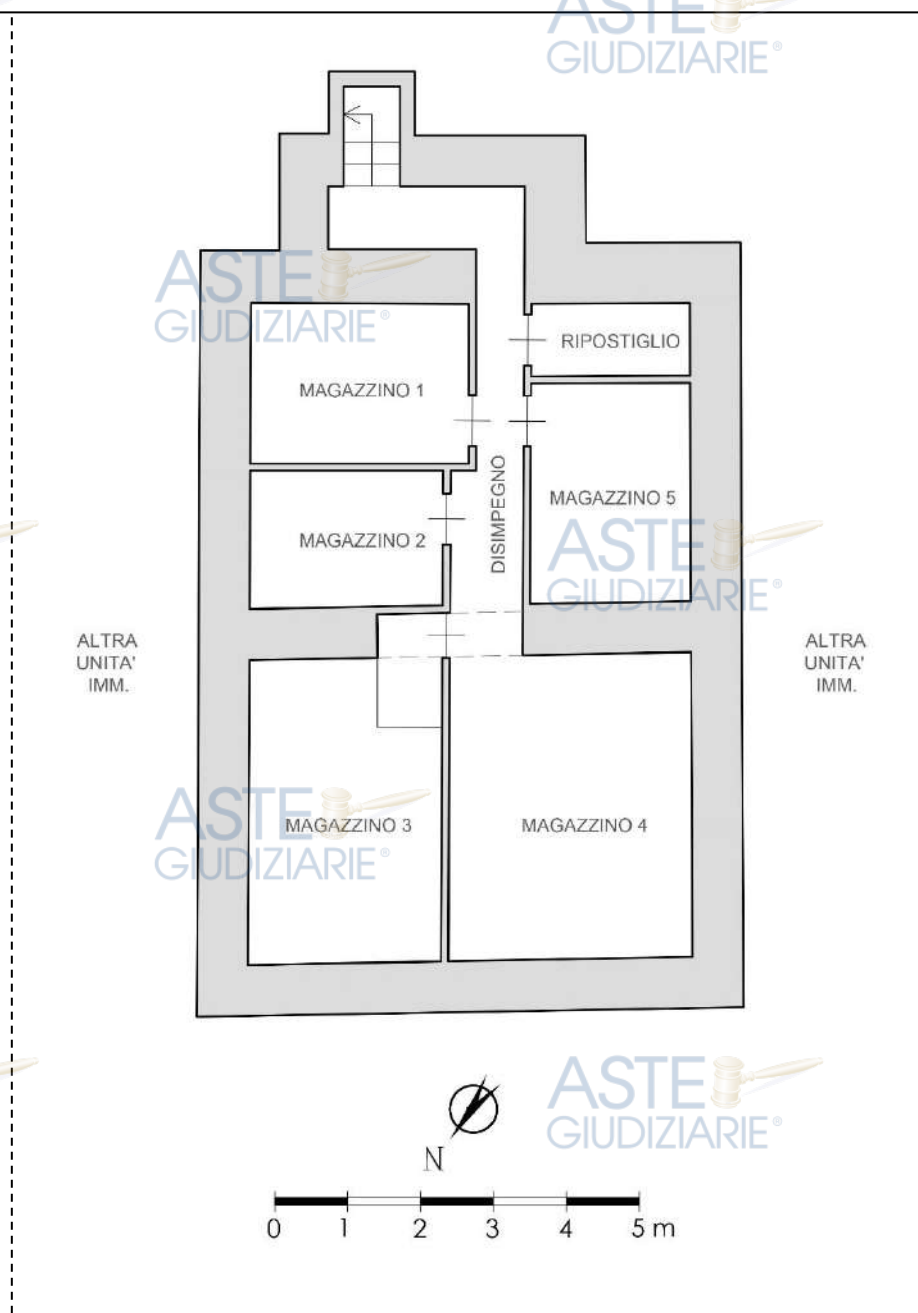 ASTE
GIUDIZIARIE®
ASTE
GIUDIZIARIE®
RIPOSTIGLIO
MAGAZZINO 1
DISIMPEGNO
MAGAZZINO 5
MAGAZZINO 2
ASTE
GIUDIZIARIE®
ALTRA
UNITA'
IMM.
ALTRA
UNITA'
IMM.
ASTE
GIUDIZIARIE®
MAGAZZINO 3
MAGAZZINO 4
ASTE
GIUDIZIARIE®
N
0 1 2 3 4 5 m